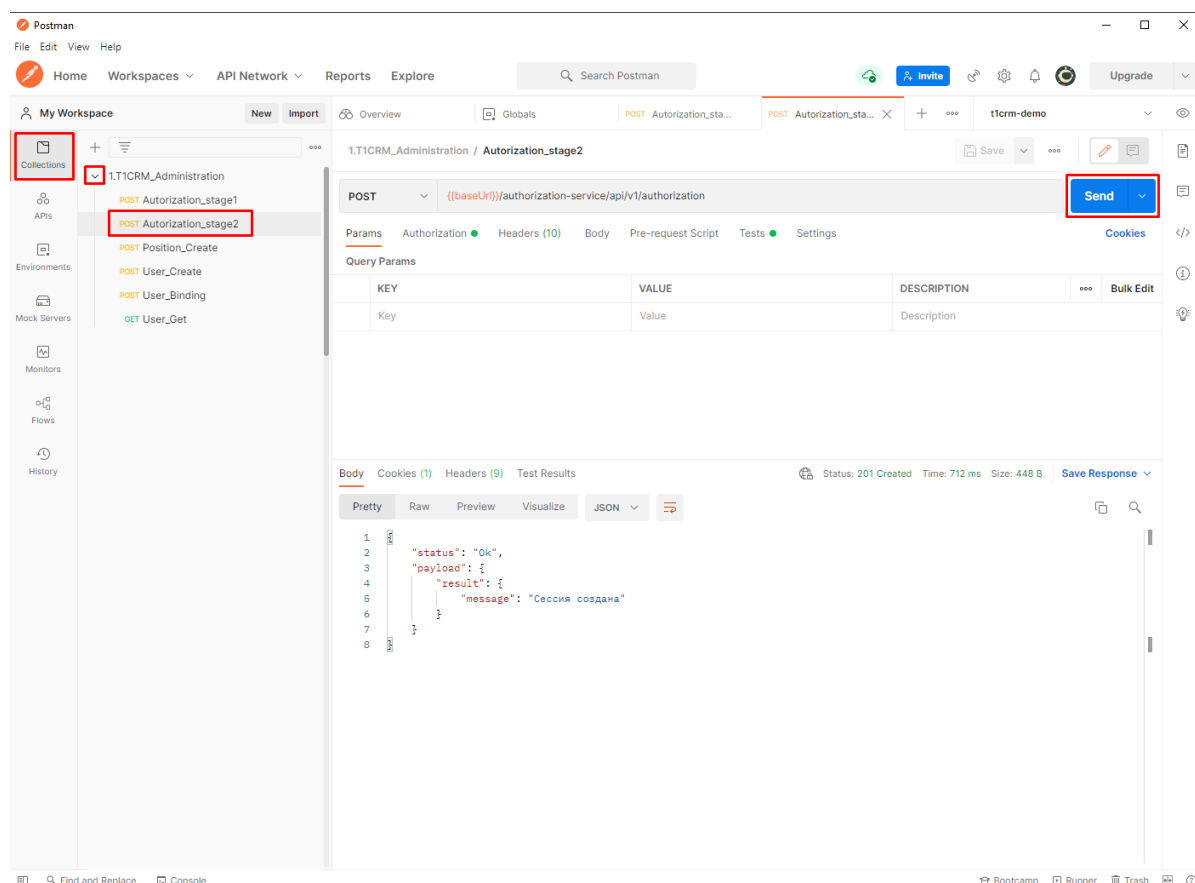 Postman
File Edit View Help
Home Workspaces API Network Reports Explore Search Postman Invite Upgrade
My Workspace New Import Overview Globals POST Autorization_sta... POST Autorization_sta... t1crm-demo
Collections
1.T1CRM_Administration
POST Autorization_stage1
POST Autorization_stage2
POST Position_Create
POST User_Create
POST User_Binding
GET User_Get
APIs
Environments
Mock Servers
Monitors
Flows
History
1.T1CRM_Administration / Autorization_stage2 Save
POST {{baseUrl}}/authorization-service/api/v1/authorization Send
Params Authorization Headers (10) Body Pre-request Script Tests Settings Cookies
Query Params
KEY VALUE DESCRIPTION Bulk Edit
Key Value Description
Body Cookies (1) Headers (9) Test Results Status: 201 Created Time: 712 ms Size: 448 B Save Response
Pretty Raw Preview Visualize JSON
1 {
2 "status": "Ok",
3 "payload": {
4 "result": {
5 "message": "Сессия создана"
6 }
7 }
8 }
Find and Replace Console Bootcamp Runner Trash